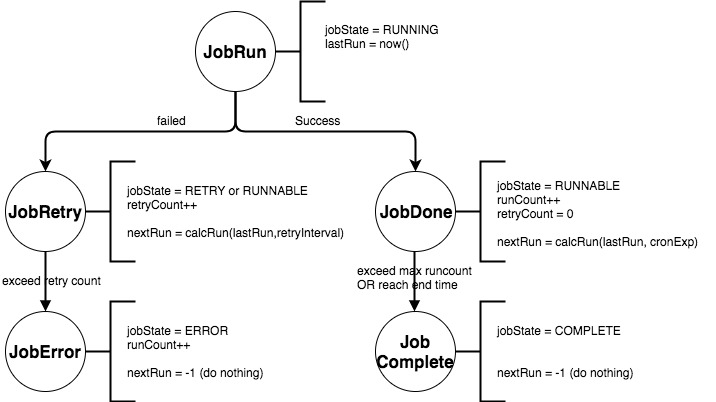 JobRun
jobState = RUNNING
lastRun = now()
failed
Success
JobRetry
jobState = RETRY or RUNNABLE
retryCount++
nextRun = calcRun(lastRun,retryInterval)
JobDone
jobState = RUNNABLE
runCount++
retryCount = 0
nextRun = calcRun(lastRun, cronExp)
exceed retry count
exceed max runcount
OR reach end time
JobError
jobState = ERROR
runCount++
nextRun = -1 (do nothing)
Job
Complete
jobState = COMPLETE
nextRun = -1 (do nothing)